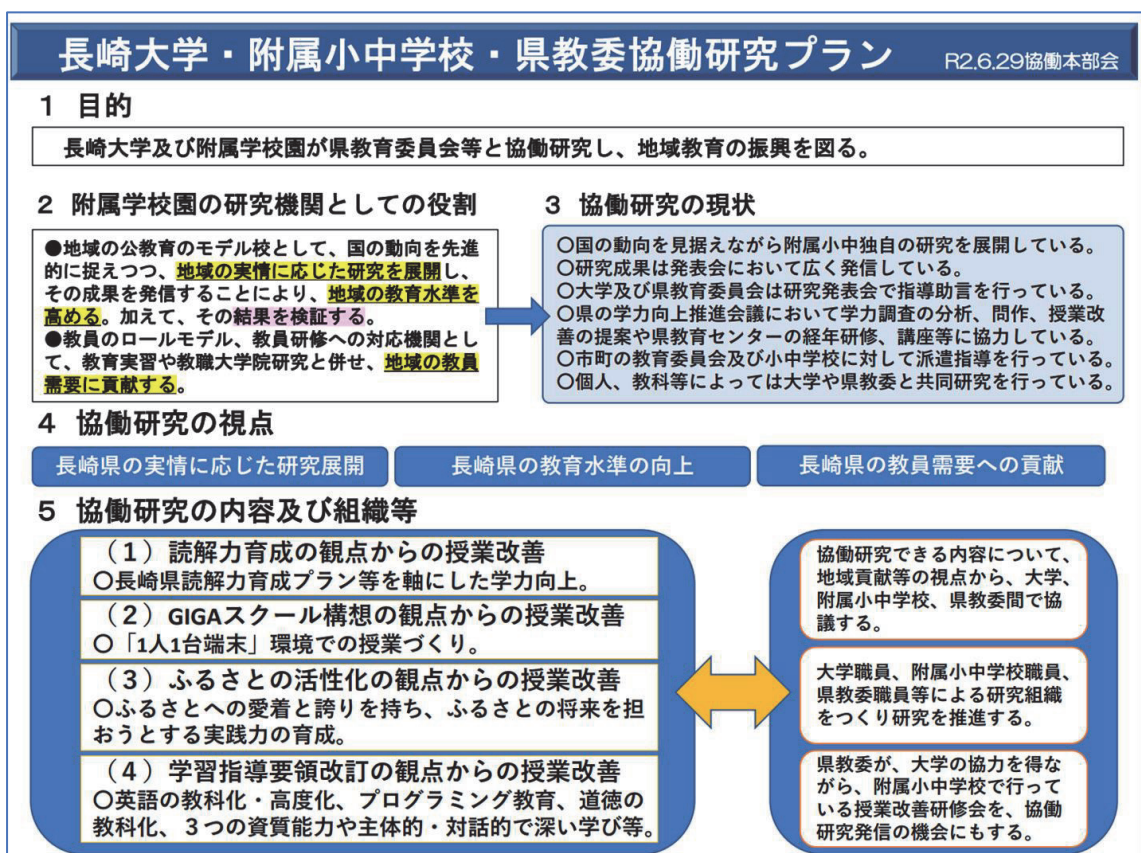 長崎大学・附属小中学校・県教委協働研究プラン R2.6.29協働本部会
1 目的
長崎大学及び附属学校園が県教育委員会等と協働研究し、地域教育の振興を図る。
2 附属学校園の研究機関としての役割
●地域の公教育のモデル校として、国の動向を先進
的に捉えつつ、地域の実情に応じた研究を展開し、
その成果を発信することにより、地域の教育水準を
高める。加えて、その結果を検証する。
●教員のロールモデル、教員研修への対応機関とし
て、教育実習や教職大学院研究と併せ、地域の教員
需要に貢献する。
3 協働研究の現状
○国の動向を見据えながら附属小中独自の研究を展開している。
○研究成果は発表会において広く発信している。
○大学及び県教育委員会は研究発表会で指導助言を行っている。
○県の学力向上推進会議において学力調査の分析、問作、授業改
善の提案や県教育センターの経年研修、講座等に協力している。
○市町の教育委員会及び小中学校に対して派遣指導を行っている。
○個人、教科等によっては大学や県教委と共同研究を行っている。
4 協働研究の視点
長崎県の実情に応じた研究展開
長崎県の教育水準の向上
長崎県の教員需要への貢献
5 協働研究の内容及び組織等
（1）読解力育成の観点からの授業改善
○長崎県読解力育成プラン等を軸にした学力向上。
（2）GIGAスクール構想の観点からの授業改善
○「1人1台端末」環境での授業づくり。
（3）ふるさとの活性化の観点からの授業改善
○ふるさとへの愛着と誇りを持ち、ふるさとの将来を担
おうとする実践力の育成。
（4）学習指導要領改訂の観点からの授業改善
○英語の教科化・高度化、プログラミング教育、道徳の
教科化、３つの資質能力や主体的・対話的で深い学び等。
協働研究できる内容について、
地域貢献等の視点から、大学、
附属小中学校、県教委間で協
議する。
大学職員、附属小中学校職員、
県教委職員等による研究組織
をつくり研究を推進する。
県教委が、大学の協力を得な
がら、附属小中学校で行って
いる授業改善研修会を、協働
研究発信の機会にもする。